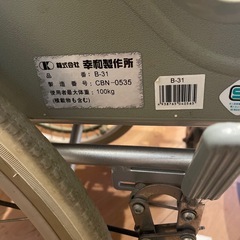 K 株式会社 幸和製作所
品番：B-31
製造番号：CBN-0535
使用者最大体重：100kg
(積載物も含む)
B-31